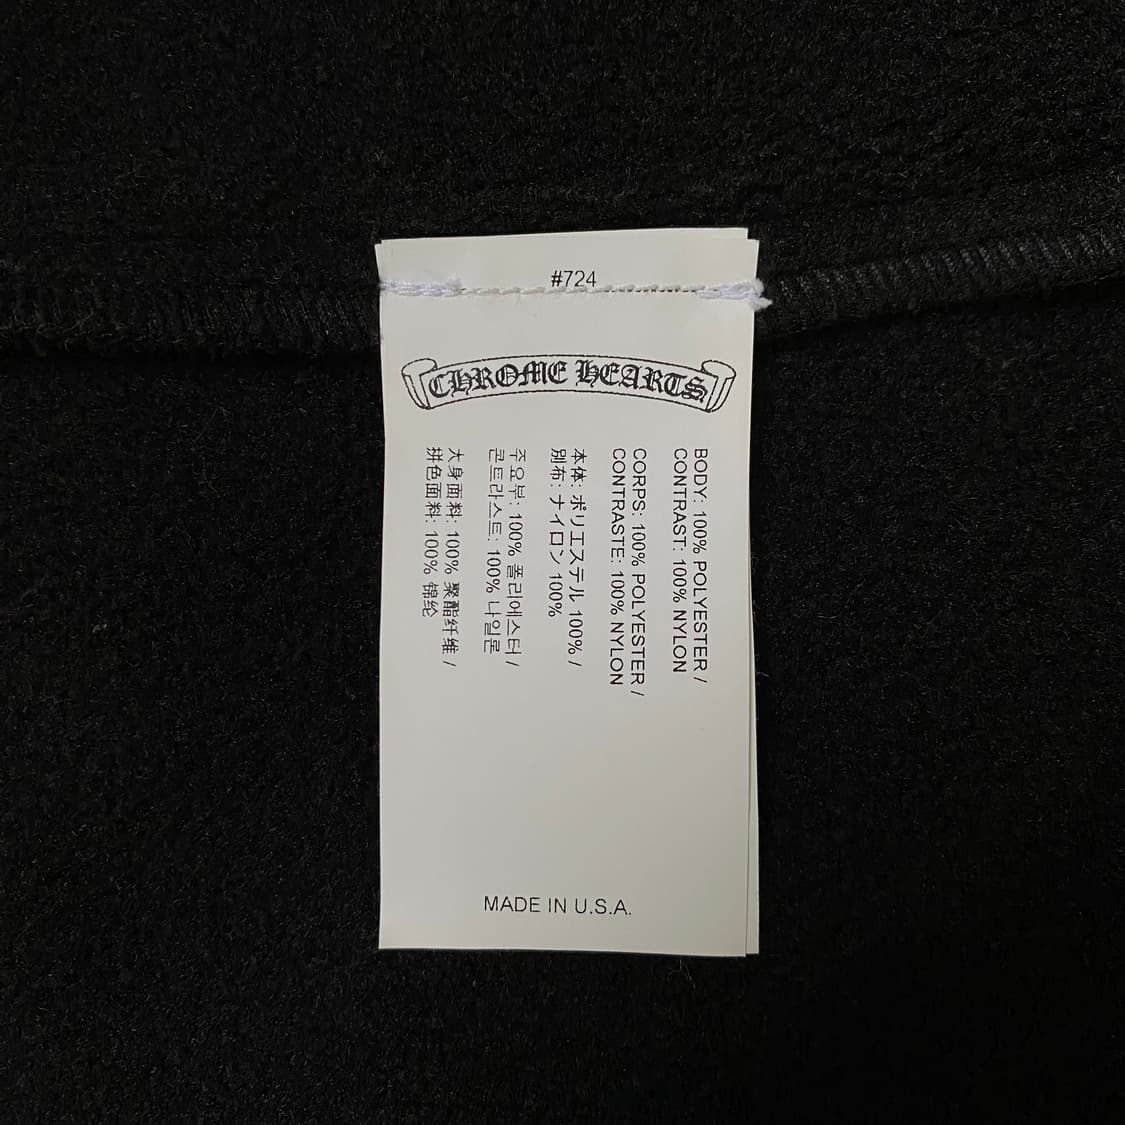 #724
CHROME HEARTS
BODY: 100% POLYESTER /
CONTRAST: 100% NYLON
CORPS: 100% POLYESTER /
CONTRASTE: 100% NYLON
本体: ポリエステル 100% /
別布: ナイロン 100%
주요부: 100% 폴리에스터 /
콘트라스트: 100% 나일론
大身面料: 100% 聚酯纤维 /
拼色面料: 100% 锦纶
MADE IN U.S.A.